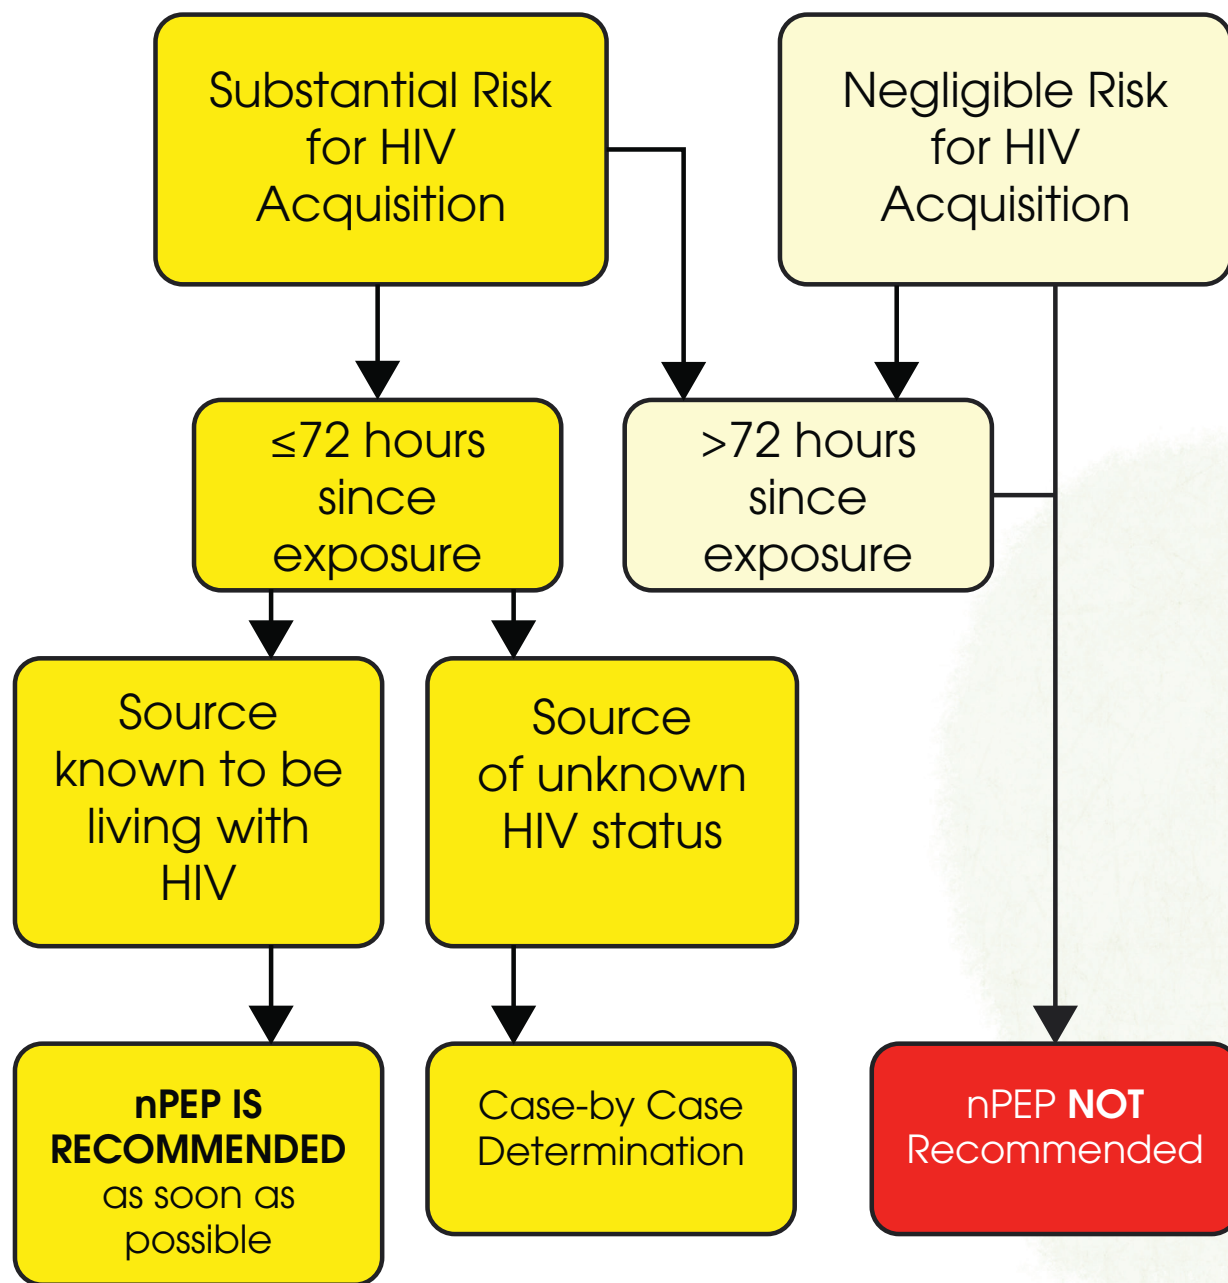 Substantial Risk
for HIV
Acquisition
Negligible Risk
for HIV
Acquisition
≤72 hours
since
exposure
>72 hours
since
exposure
Source
known to be
living with
HIV
Source
of unknown
HIV status
nPEP IS
RECOMMENDED
as soon as
possible
Case-by Case
Determination
nPEP NOT
Recommended